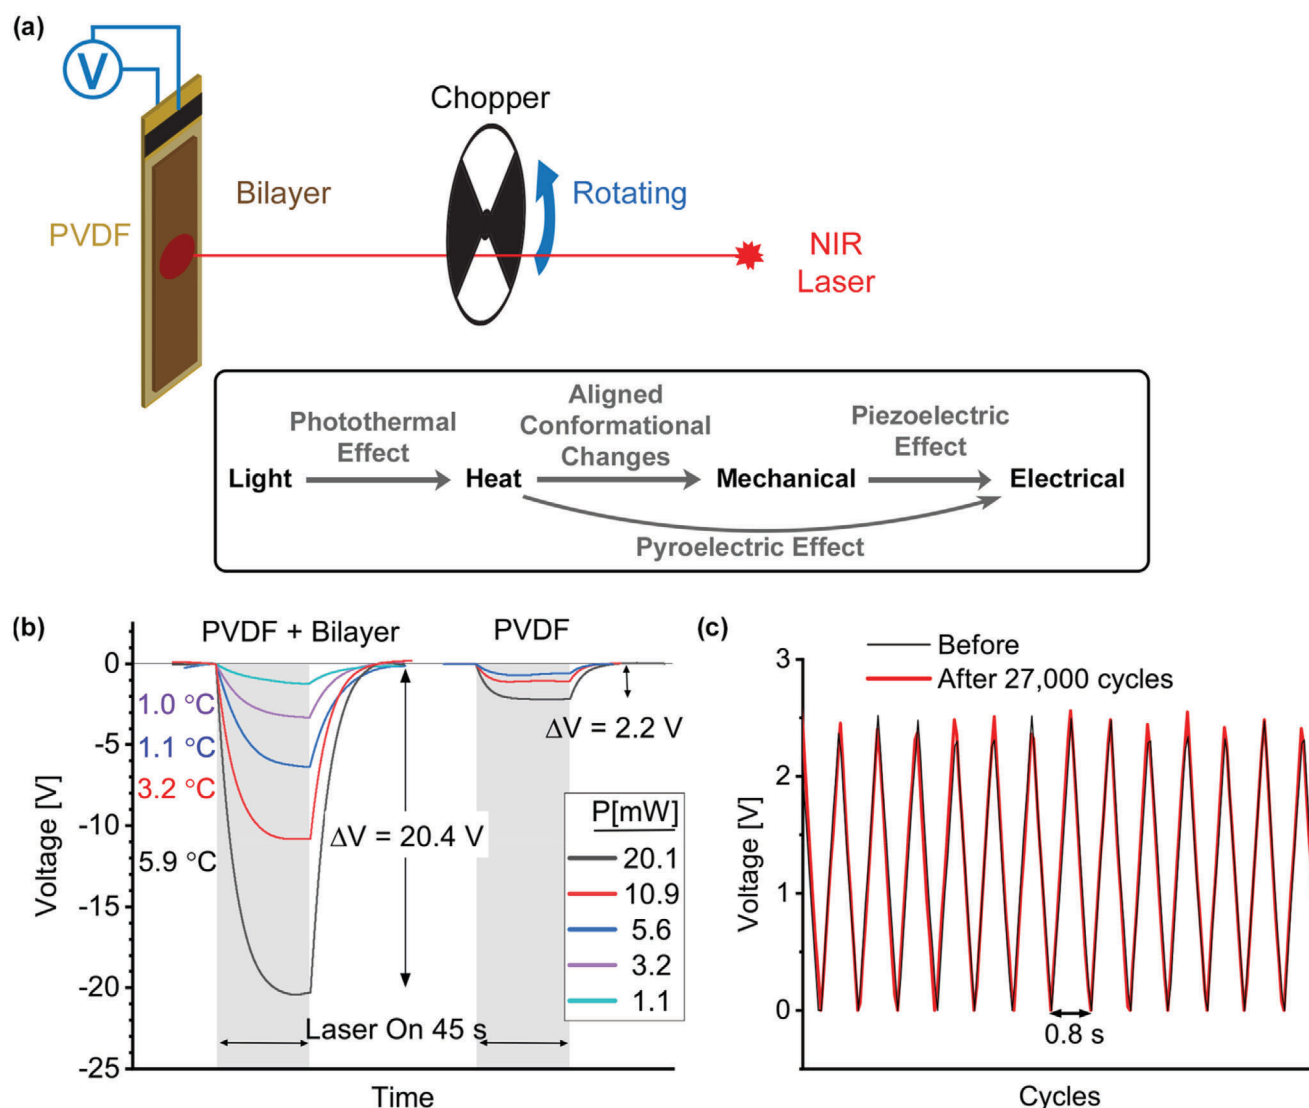 (a)
V
Chopper
Bilayer
Rotating
PVDF
NIR
Laser
Aligned
Photothermal
Conformational
Piezoelectric
Effect
Changes
Effect
Light
Heat
Mechanical
Electrical
Pyroelectric Effect
(b)
PVDF + Bilayer
PVDF
0
-5
-10
-15
-20
-25
Voltage [V]
1.0 °C
1.1 °C
3.2 °C
5.9 °C
ΔV = 20.4 V
ΔV = 2.2 V
P[mW]
20.1
10.9
5.6
3.2
1.1
Laser On 45 s
Time
(c)
Before
After 27,000 cycles
3
2
1
0
Voltage [V]
0.8 s
Cycles